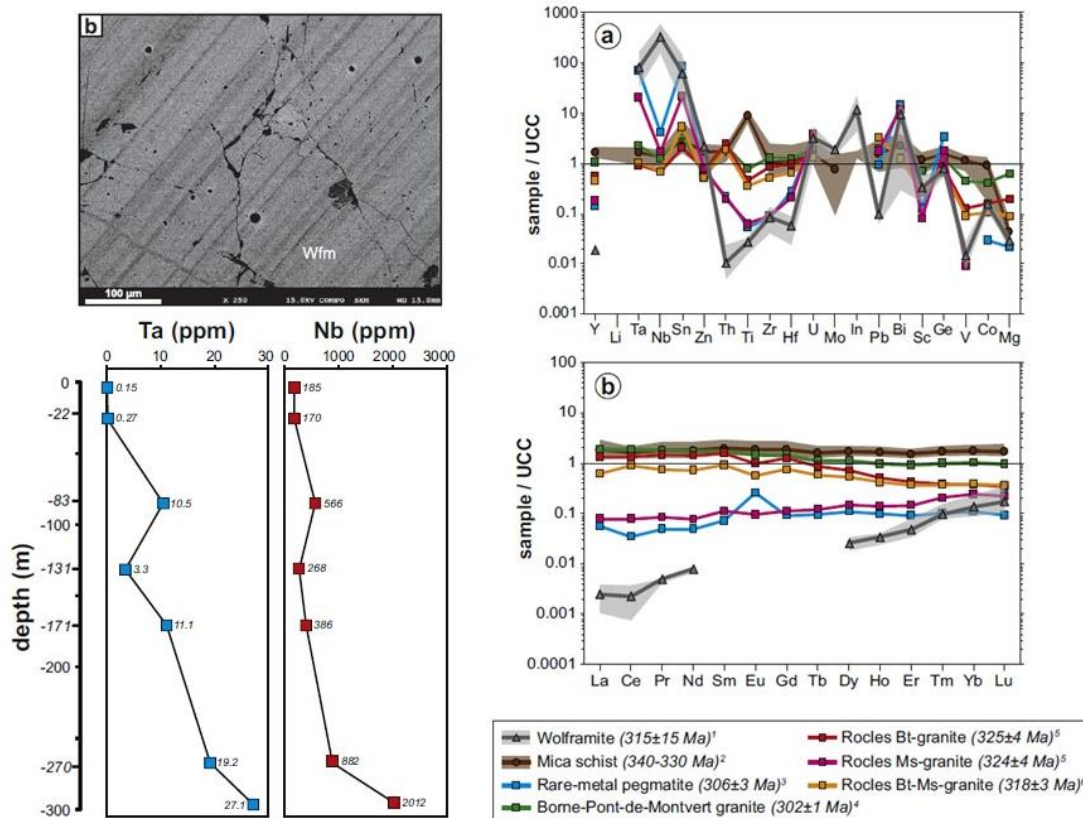 b
Wfm
100 µm
X 250 15.0KV COMPO SEM WD 15.0mm
Ta (ppm)
0 10 20 30
Nb (ppm)
0 1000 2000 3000
depth (m)
0
-22
-83
-100
-131
-171
-200
-270
-300
0.15
0.27
10.5
3.3
11.1
19.2
27.1
185
170
566
268
386
882
2012
a
sample / UCC
1000
100
10
1
0.1
0.01
0.001
Y Li Ta Nb Sn Zn Th Ti Zr Hf U Mo In Pb Bi Sc Ge V Co Mg
b
sample / UCC
100
10
1
0.1
0.01
0.001
0.0001
La Ce Pr Nd Sm Eu Gd Tb Dy Ho Er Tm Yb Lu
Wolframite (315±15 Ma)¹
Mica schist (340-330 Ma)²
Rare-metal pegmatite (306±3 Ma)³
Borne-Pont-de-Montvert granite (302±1 Ma)⁴
Rocles Bt-granite (325±4 Ma)⁵
Rocles Ms-granite (324±4 Ma)⁵
Rocles Bt-Ms-granite (318±3 Ma)